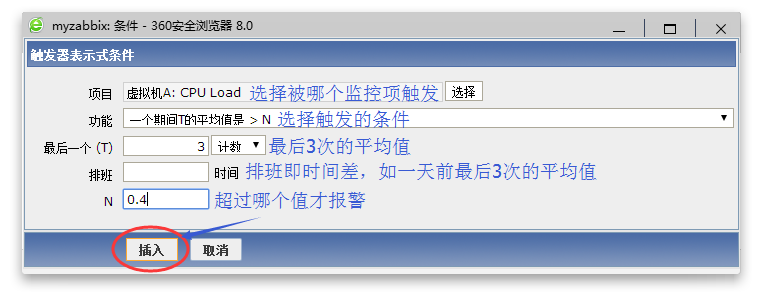 myzabbix: 条件 - 360安全浏览器 8.0
触发器表示式条件
项目 虚拟机A: CPU Load 选择被哪个监控项触发 选择
功能 一个期间T的平均值是 > N 选择触发的条件
最后一个 (T) 3 计数 最后3次的平均值
排班 时间 排班即时间差，如一天前最后3次的平均值
N 0.4 超过哪个值才报警
插入 取消